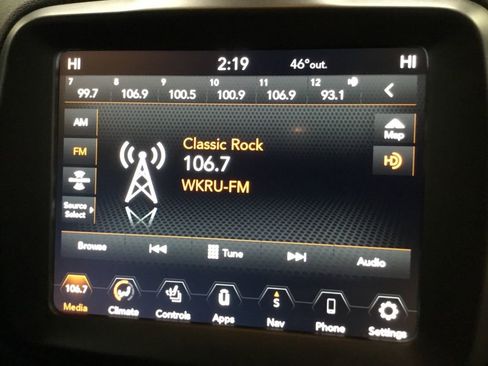 HI 2:19 46°out. HI
7 8 9 10 11 12 HD
99.7 106.9 100.5 100.9 106.9 93.1
AM
Map
Classic Rock
FM
106.7
HD
WKRU-FM
Source
Select
Browse Tune Audio
106.7 S
Media Climate Controls Apps Nav Phone Settings